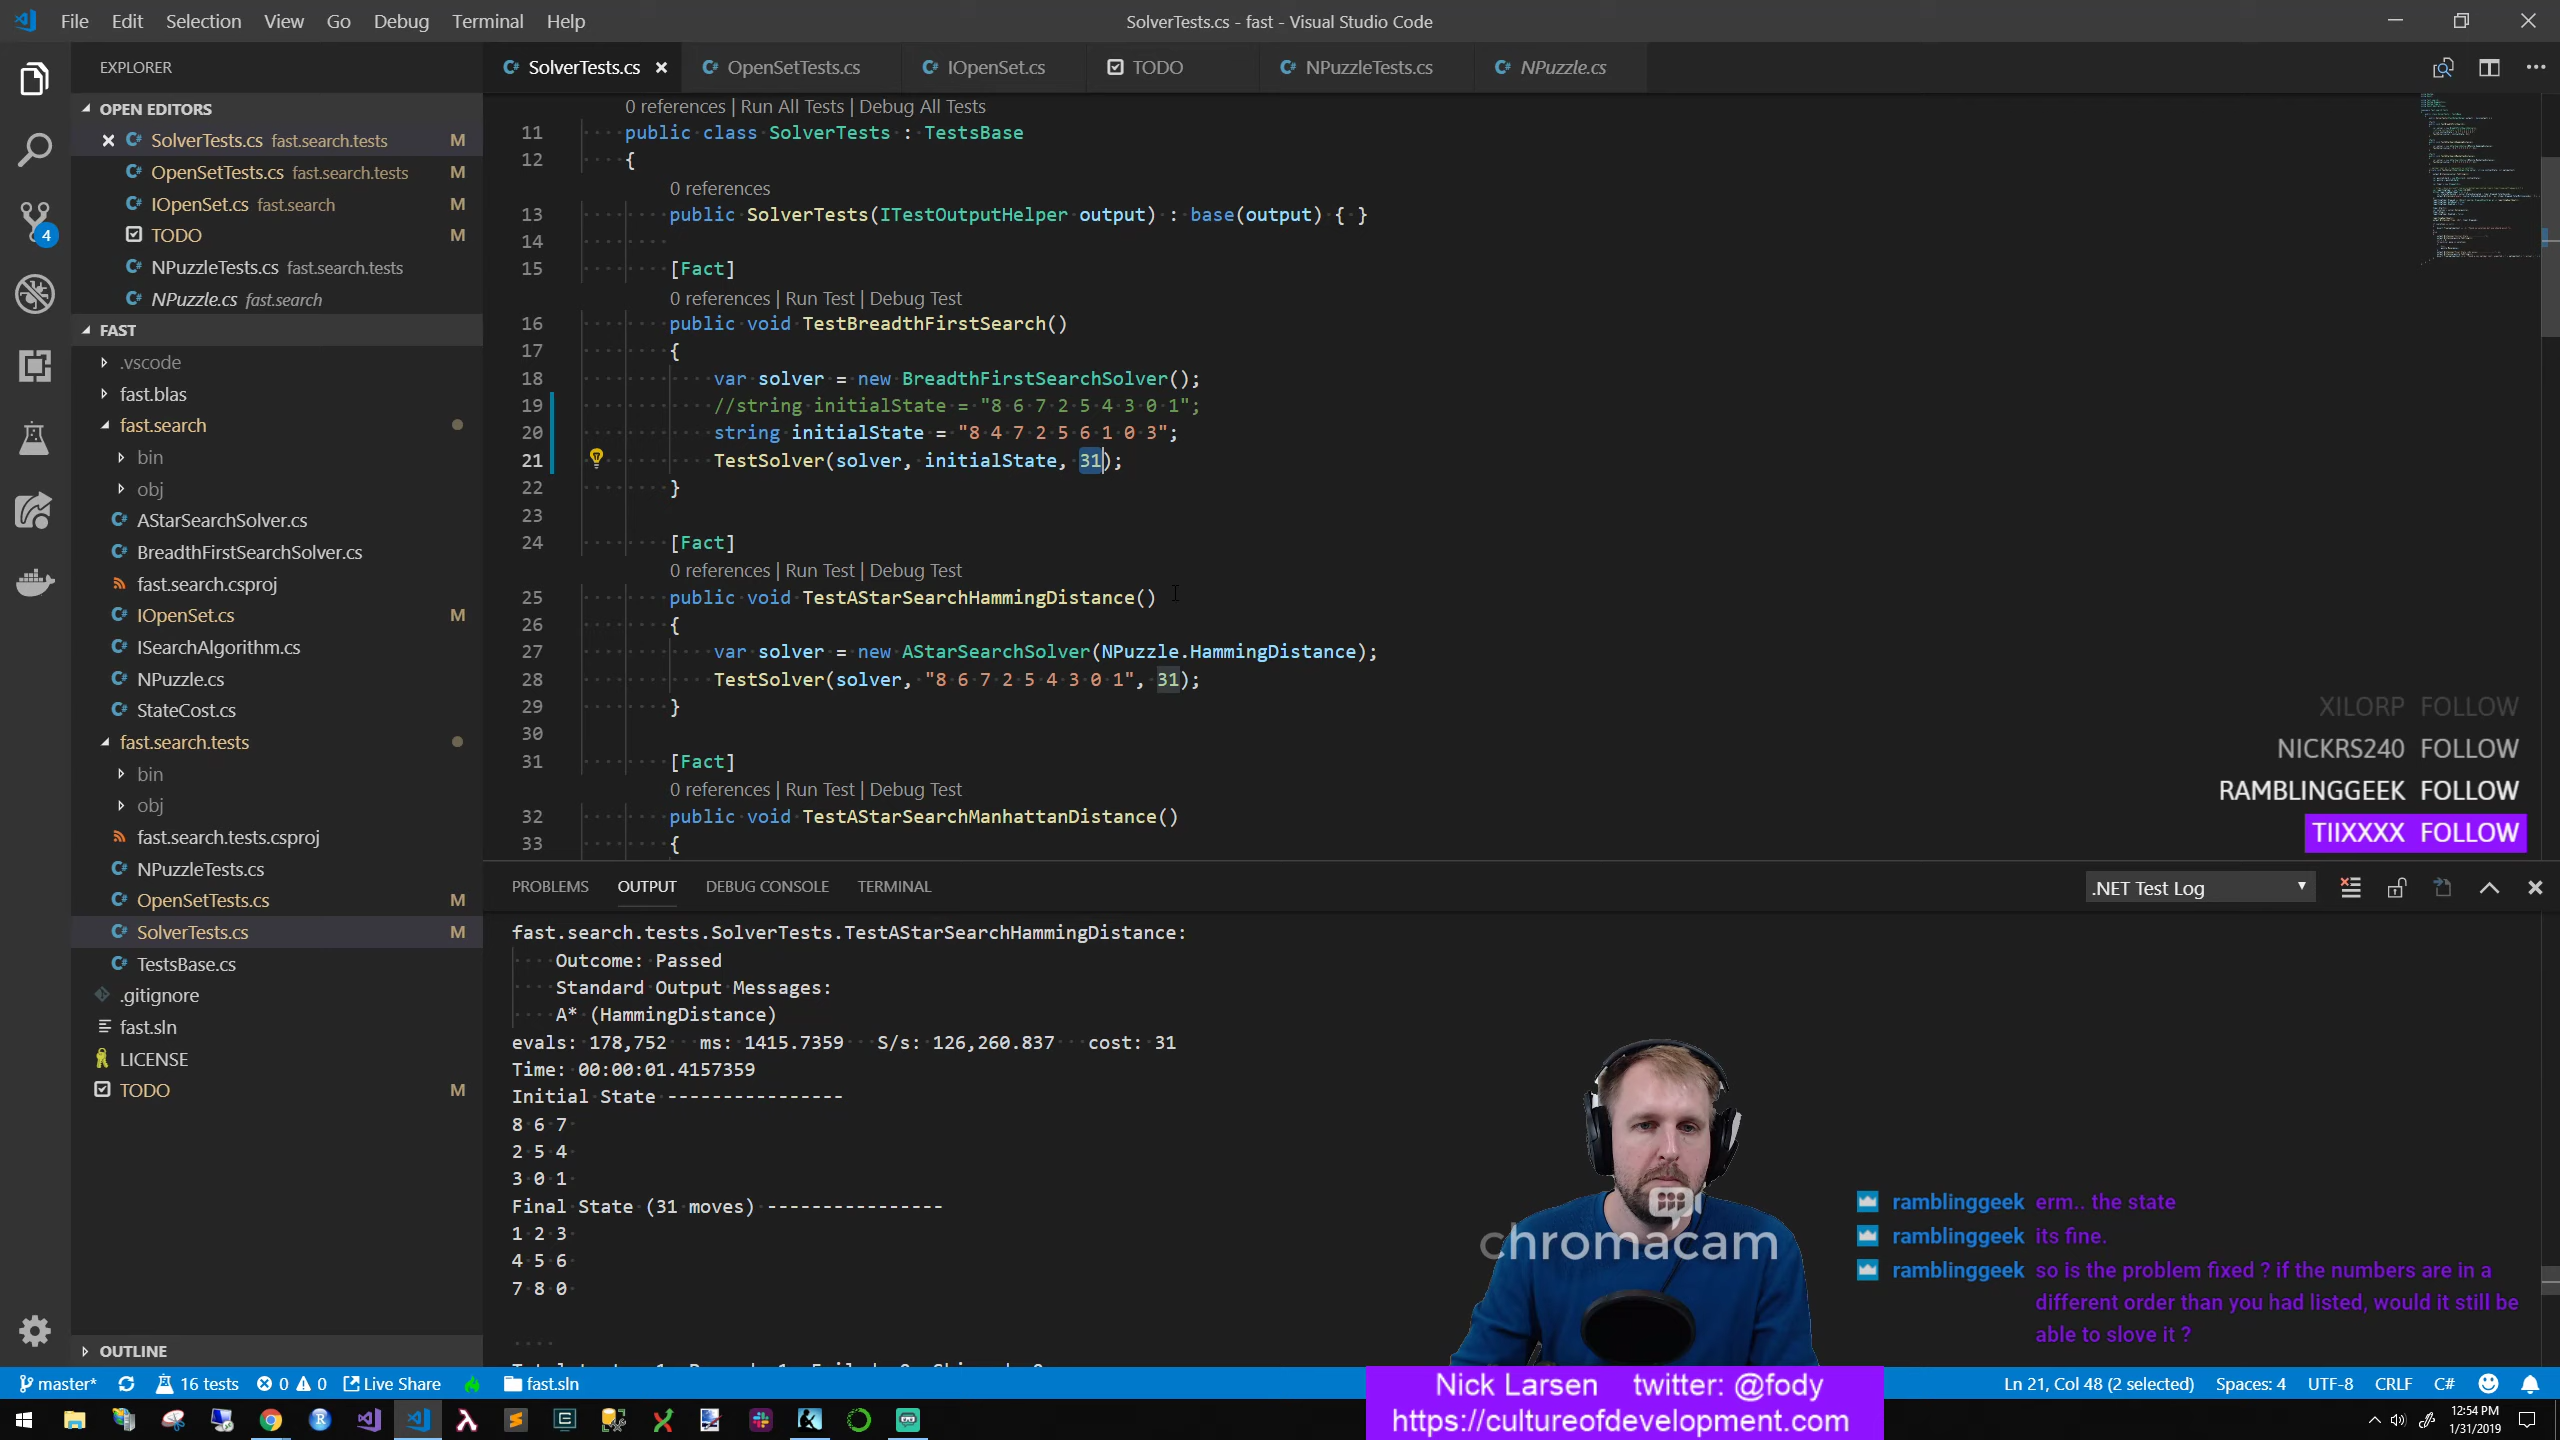 File Edit Selection View Go Debug Terminal Help
SolverTests.cs - fast - Visual Studio Code
EXPLORER
OPEN EDITORS
SolverTests.cs fast.search.tests M
OpenSetTests.cs fast.search.tests M
IOpenSet.cs fast.search M
TODO M
NPuzzleTests.cs fast.search.tests
NPuzzle.cs fast.search
FAST
.vscode
fast.blas
fast.search
bin
obj
AStarSearchSolver.cs
BreadthFirstSearchSolver.cs
fast.search.csproj
IOpenSet.cs M
ISearchAlgorithm.cs
NPuzzle.cs
StateCost.cs
fast.search.tests
bin
obj
fast.search.tests.csproj
NPuzzleTests.cs
OpenSetTests.cs M
SolverTests.cs M
TestsBase.cs
.gitignore
fast.sln
LICENSE
TODO M
OUTLINE
4
SolverTests.cs OpenSetTests.cs IOpenSet.cs TODO NPuzzleTests.cs NPuzzle.cs
0 references | Run All Tests | Debug All Tests
11 public class SolverTests : TestsBase
12 {
0 references
13 public SolverTests(ITestOutputHelper output) : base(output) { }
14
15 [Fact]
0 references | Run Test | Debug Test
16 public void TestBreadthFirstSearch()
17 {
18 var solver = new BreadthFirstSearchSolver();
19 //string initialState = "8 6 7 2 5 4 3 0 1";
20 string initialState = "8 4 7 2 5 6 1 0 3";
21 TestSolver(solver, initialState, 31);
22 }
23
24 [Fact]
0 references | Run Test | Debug Test
25 public void TestAStarSearchHammingDistance()
26 {
27 var solver = new AStarSearchSolver(NPuzzle.HammingDistance);
28 TestSolver(solver, "8 6 7 2 5 4 3 0 1", 31);
29 }
30
31 [Fact]
0 references | Run Test | Debug Test
32 public void TestAStarSearchManhattanDistance()
33 {
XILORP FOLLOW
NICKRS240 FOLLOW
RAMBLINGGEEK FOLLOW
TIIXXXX FOLLOW
PROBLEMS OUTPUT DEBUG CONSOLE TERMINAL
.NET Test Log
fast.search.tests.SolverTests.TestAStarSearchHammingDistance:
Outcome: Passed
Standard Output Messages:
A* (HammingDistance)
evals: 178,752 ms: 1415.7359 S/s: 126,260.837 cost: 31
Time: 00:00:01.4157359
Initial State ----------------
8 6 7
2 5 4
3 0 1
Final State (31 moves) ----------------
1 2 3
4 5 6
7 8 0
chromacam
ramblinggeek erm.. the state
ramblinggeek its fine.
ramblinggeek so is the problem fixed ? if the numbers are in a
different order than you had listed, would it still be
able to slove it ?
master* 16 tests 0 0 Live Share fast.sln
Nick Larsen twitter: @fody
https://cultureofdevelopment.com
Ln 21, Col 48 (2 selected) Spaces: 4 UTF-8 CRLF C#
12:54 PM
1/31/2019